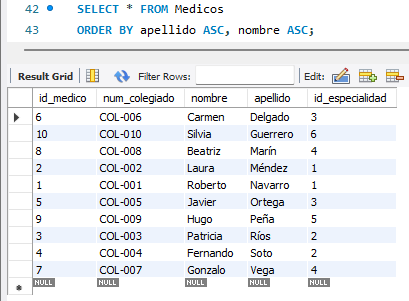 42 SELECT * FROM Medicos
43 ORDER BY apellido ASC, nombre ASC;
Result Grid Filter Rows: Edit:
id_medico num_colegiado nombre apellido id_especialidad
6 COL-006 Carmen Delgado 3
10 COL-010 Silvia Guerrero 6
8 COL-008 Beatriz Marín 4
2 COL-002 Laura Méndez 1
1 COL-001 Roberto Navarro 1
5 COL-005 Javier Ortega 3
9 COL-009 Hugo Peña 5
3 COL-003 Patricia Ríos 2
4 COL-004 Fernando Soto 2
7 COL-007 Gonzalo Vega 4
NULL NULL NULL NULL NULL